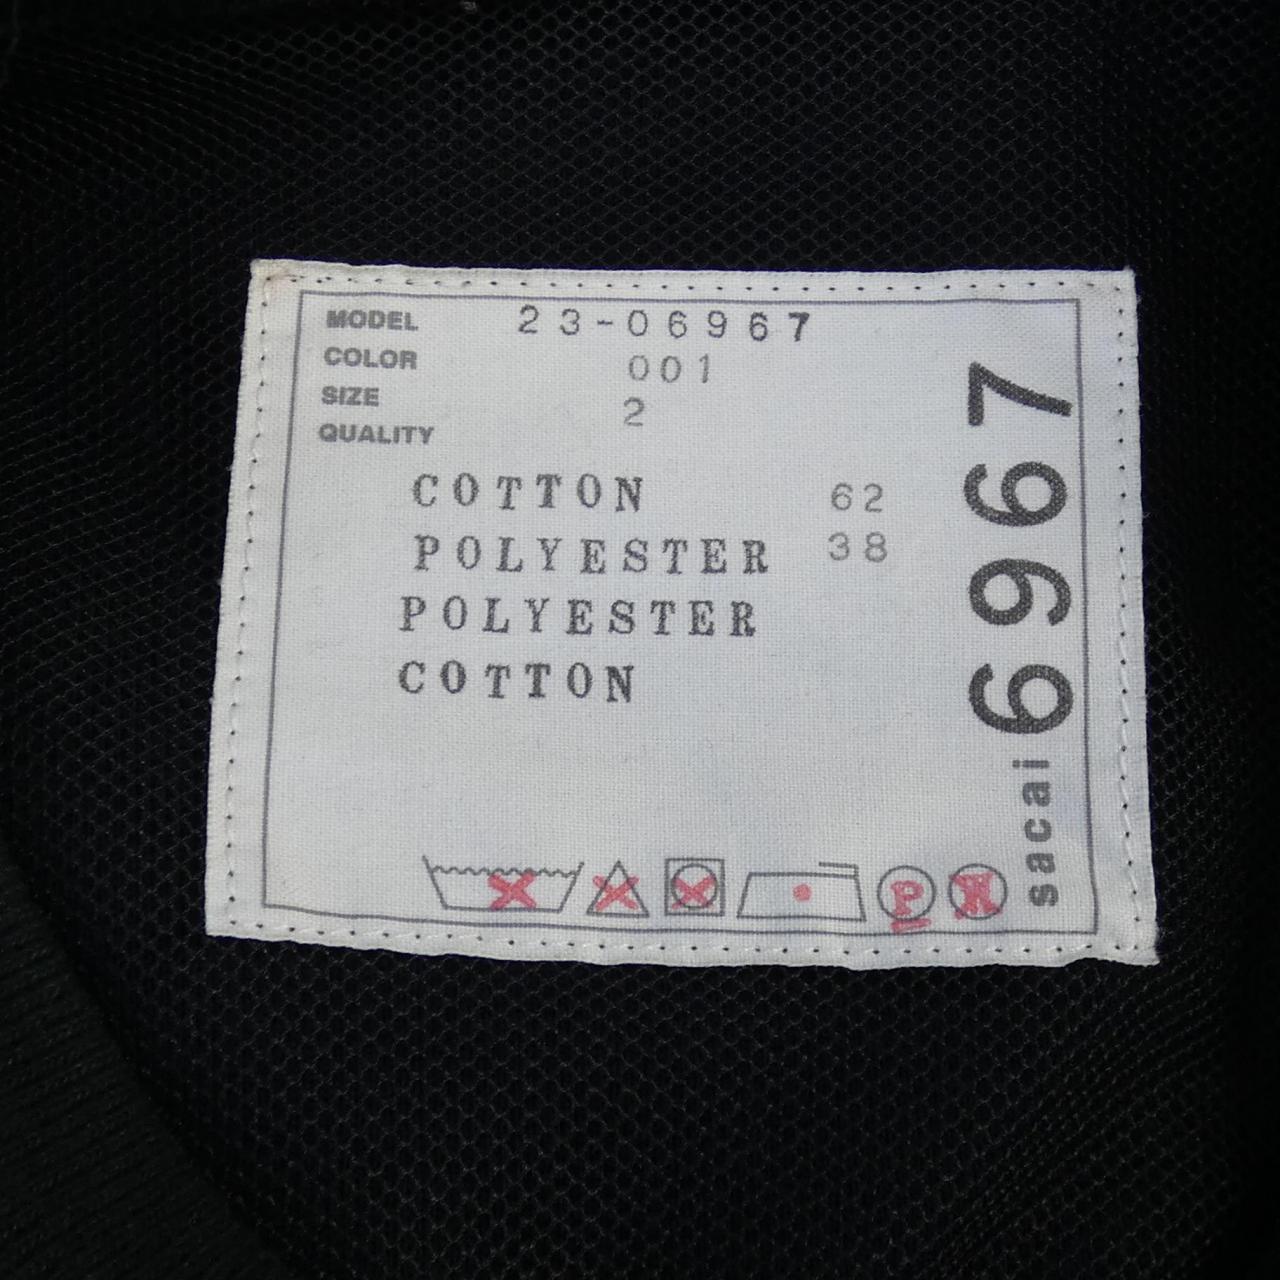 MODEL 23-06967
COLOR 001
SIZE 2
QUALITY
COTTON 62
POLYESTER 38
POLYESTER
COTTON
P
W
sacai 6967